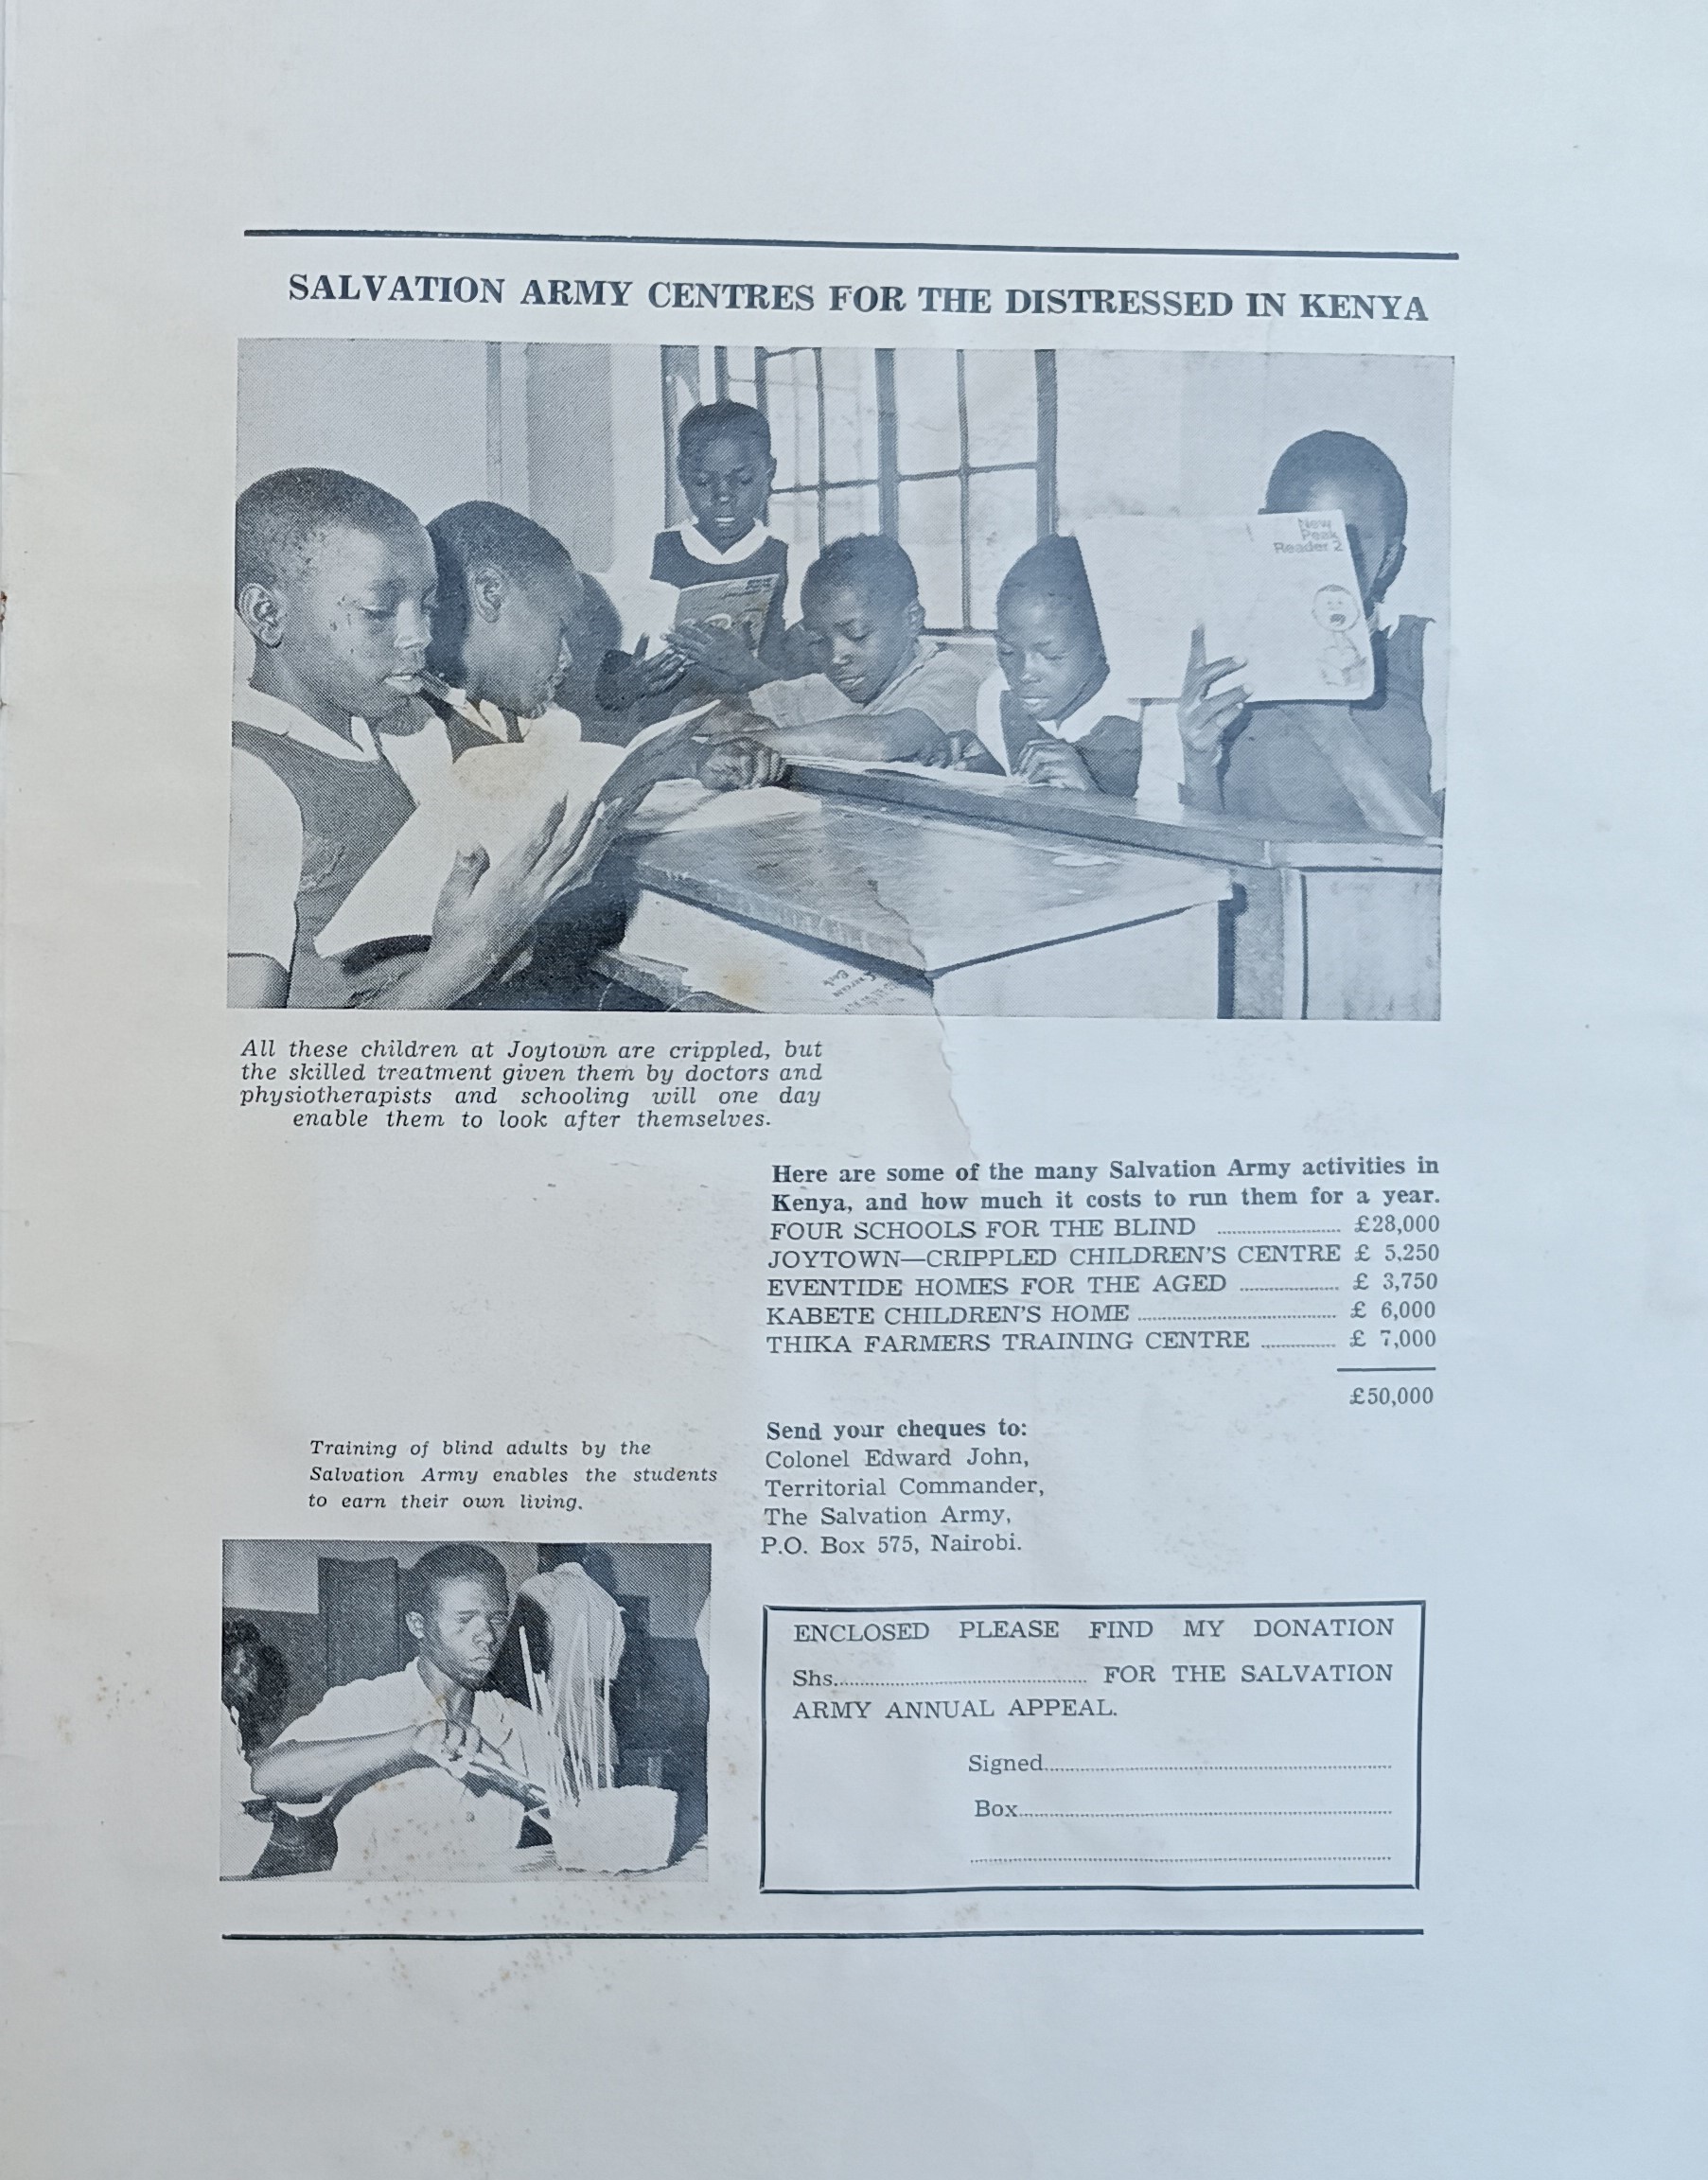 SALVATION ARMY CENTRES FOR THE DISTRESSED IN KENYA
New
Peak
Reader 2
All these children at Joytown are crippled, but
the skilled treatment given them by doctors and
physiotherapists and schooling will one day
enable them to look after themselves.
Here are some of the many Salvation Army activities in
Kenya, and how much it costs to run them for a year.
FOUR SCHOOLS FOR THE BLIND ........................ £28,000
JOYTOWN—CRIPPLED CHILDREN'S CENTRE £ 5,250
EVENTIDE HOMES FOR THE AGED ................... £ 3,750
KABETE CHILDREN'S HOME ...................................... £ 6,000
THIKA FARMERS TRAINING CENTRE .............. £ 7,000
£50,000
Send your cheques to:
Colonel Edward John,
Territorial Commander,
The Salvation Army,
P.O. Box 575, Nairobi.
Training of blind adults by the
Salvation Army enables the students
to earn their own living.
ENCLOSED PLEASE FIND MY DONATION
Shs................................................ FOR THE SALVATION
ARMY ANNUAL APPEAL.
Signed....................................................................
Box........................................................................